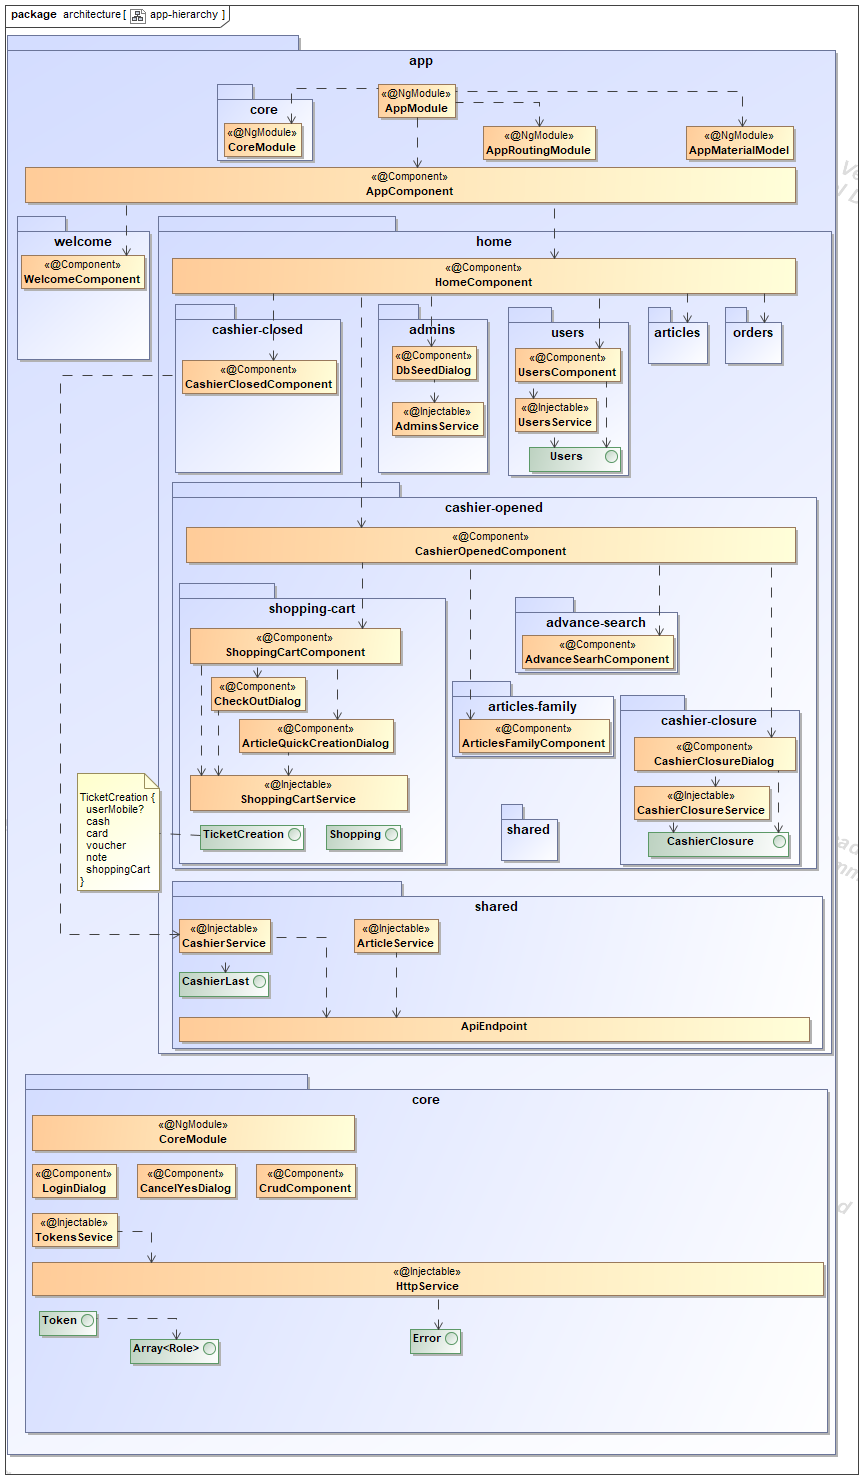 package architecture [ app-hierarchy ]
app
«@NgModule»
AppModule
core
«@NgModule»
CoreModule
«@NgModule»
AppRoutingModule
«@NgModule»
AppMaterialModel
«@Component»
AppComponent
welcome
«@Component»
WelcomeComponent
home
«@Component»
HomeComponent
cashier-closed
«@Component»
CashierClosedComponent
admins
«@Component»
DbSeedDialog
«@Injectable»
AdminsService
users
«@Component»
UsersComponent
«@Injectable»
UsersService
Users
articles
orders
cashier-opened
«@Component»
CashierOpenedComponent
shopping-cart
«@Component»
ShoppingCartComponent
«@Component»
CheckOutDialog
«@Component»
ArticleQuickCreationDialog
«@Injectable»
ShoppingCartService
TicketCreation
Shopping
advance-search
«@Component»
AdvanceSearhComponent
articles-family
«@Component»
ArticlesFamilyComponent
cashier-closure
«@Component»
CashierClosureDialog
«@Injectable»
CashierClosureService
CashierClosure
shared
TicketCreation {
userMobile?
cash
card
voucher
note
shoppingCart
}
shared
«@Injectable»
CashierService
«@Injectable»
ArticleService
CashierLast
ApiEndpoint
core
«@NgModule»
CoreModule
«@Component»
LoginDialog
«@Component»
CancelYesDialog
«@Component»
CrudComponent
«@Injectable»
TokensSevice
«@Injectable»
HttpService
Token
Array<Role>
Error